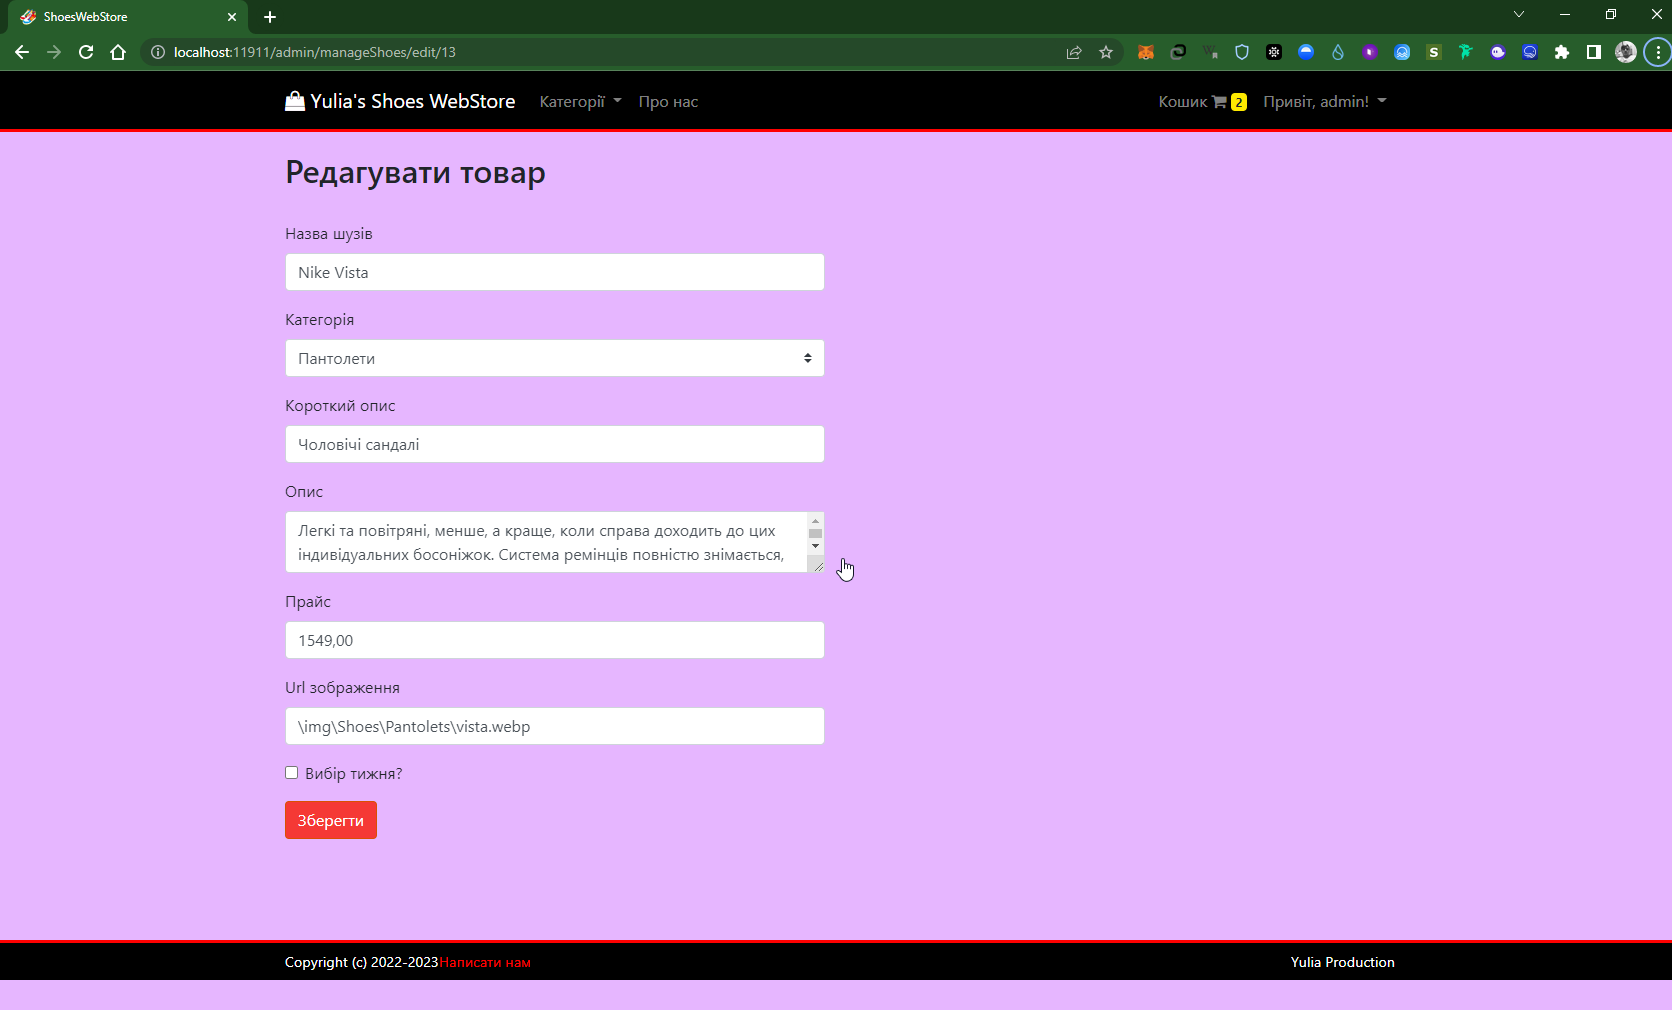 ShoesWebStore
localhost:11911/admin/manageShoes/edit/13
Yulia's Shoes WebStore Категорії Про нас Кошик 2 Привіт, admin!
Редагувати товар
Назва шузів
Nike Vista
Категорія
Пантолети
Короткий опис
Чоловічі сандалі
Опис
Легкі та повітряні, менше, а краще, коли справа доходить до цих
індивідуальних босоніжок. Система ремінців повністю знімається,
Прайс
1549,00
Url зображення
\img\Shoes\Pantolets\vista.webp
Вибір тижня?
Зберегти
Copyright (c) 2022-2023Написати нам Yulia Production